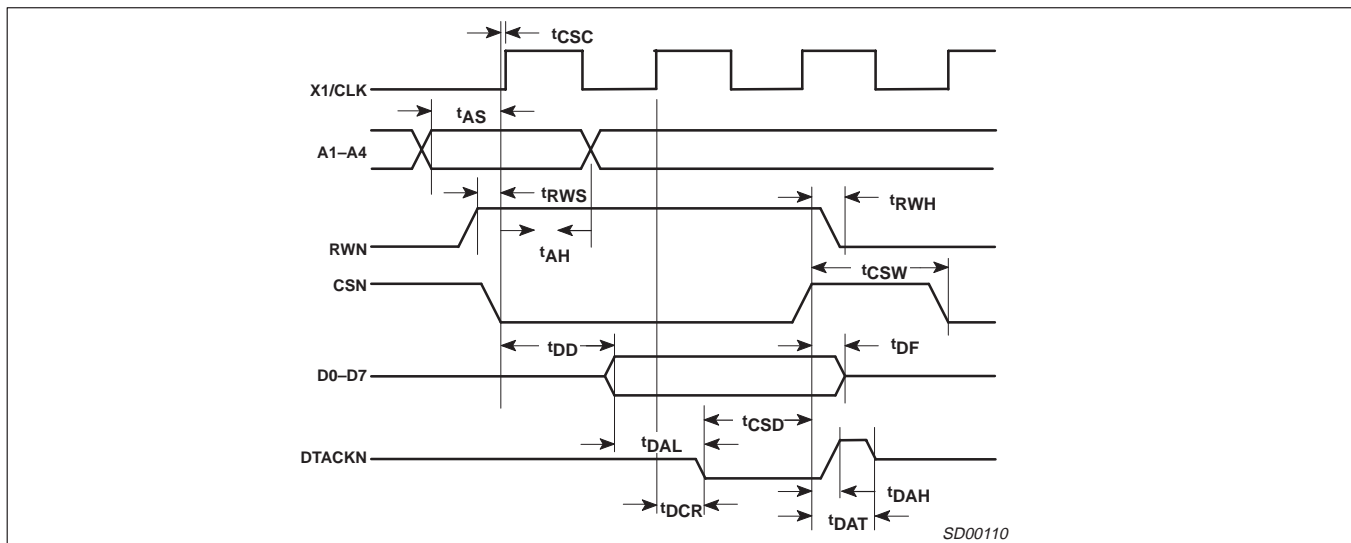 tCSC
X1/CLK
tAS
A1–A4
tRWS
tRWH
RWN
tAH
tCSW
CSN
tDD
tDF
D0–D7
tCSD
tDAL
DTACKN
tDAH
tDCR
tDAT
SD00110